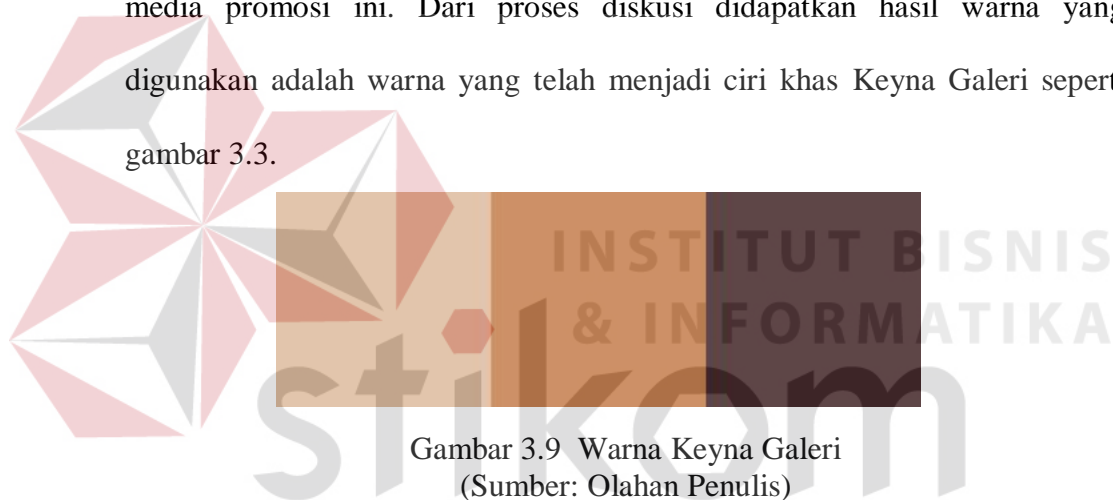 media promosi ini. Dari proses diskusi didapatkan hasil warna yang
digunakan adalah warna yang telah menjadi ciri khas Keyna Galeri sepert
gambar 3.3.
INSTITUT BISNIS
& INFORMATIKA
stikom
Gambar 3.9 Warna Keyna Galeri
(Sumber: Olahan Penulis)